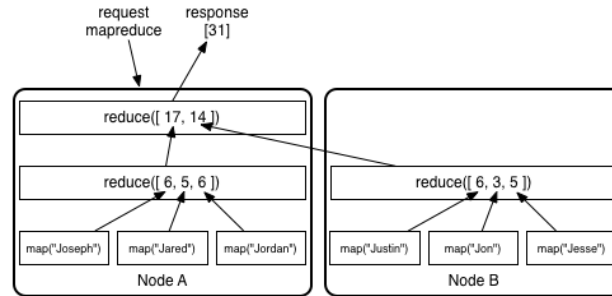 request
mapreduce
response
[31]
reduce([ 17, 14 ])
reduce([ 6, 5, 6 ])
reduce([ 6, 3, 5 ])
map("Joseph")
map("Jared")
map("Jordan")
map("Justin")
map("Jon")
map("Jesse")
Node A
Node B